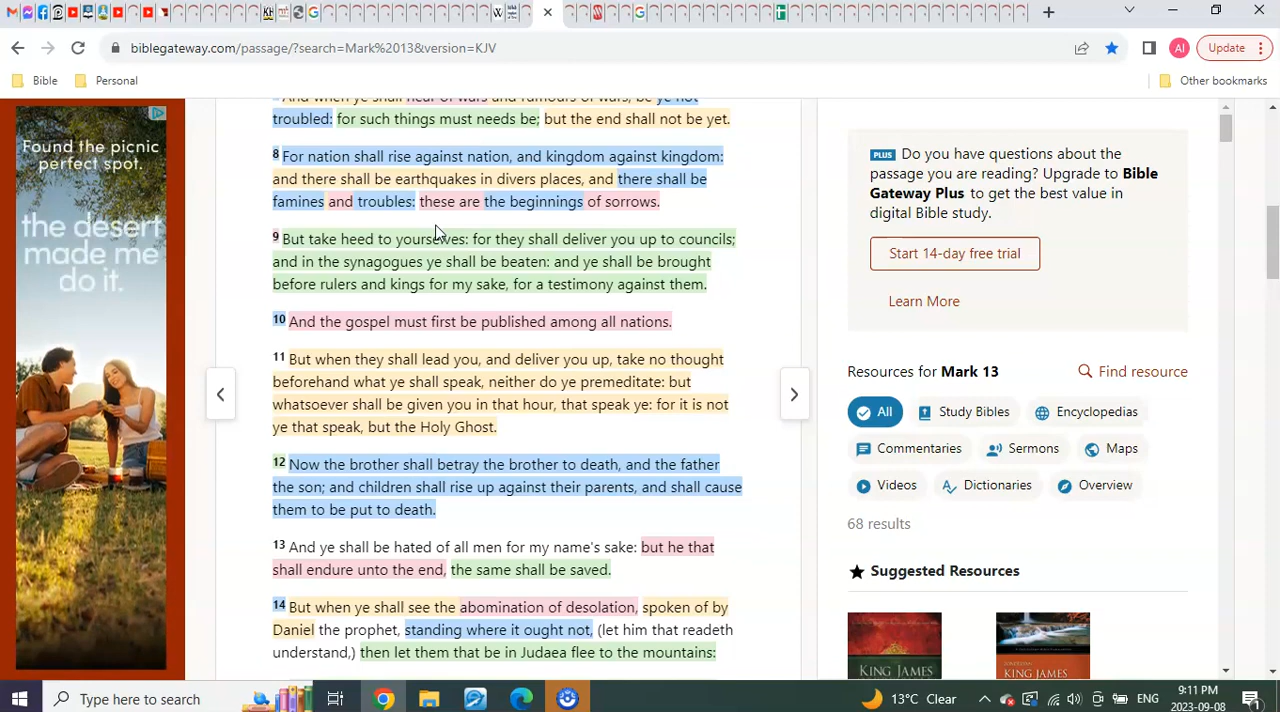 biblegateway.com/passage/?search=Mark%2013&version=KJV
Update
Bible
Personal
Other bookmarks
Found the picnic
perfect spot.
the desert
made me
do it.
And when ye shall hear of wars and rumours of wars, be ye not
troubled: for such things must needs be; but the end shall not be yet.
8 For nation shall rise against nation, and kingdom against kingdom:
and there shall be earthquakes in divers places, and there shall be
famines and troubles: these are the beginnings of sorrows.
9 But take heed to yourselves: for they shall deliver you up to councils;
and in the synagogues ye shall be beaten: and ye shall be brought
before rulers and kings for my sake, for a testimony against them.
10 And the gospel must first be published among all nations.
11 But when they shall lead you, and deliver you up, take no thought
beforehand what ye shall speak, neither do ye premeditate: but
whatsoever shall be given you in that hour, that speak ye: for it is not
ye that speak, but the Holy Ghost.
12 Now the brother shall betray the brother to death, and the father
the son; and children shall rise up against their parents, and shall cause
them to be put to death.
13 And ye shall be hated of all men for my name's sake: but he that
shall endure unto the end, the same shall be saved.
14 But when ye shall see the abomination of desolation, spoken of by
Daniel the prophet, standing where it ought not, (let him that readeth
understand,) then let them that be in Judaea flee to the mountains:
PLUS Do you have questions about the
passage you are reading? Upgrade to Bible
Gateway Plus to get the best value in
digital Bible study.
Start 14-day free trial
Learn More
Resources for Mark 13
Find resource
All
Study Bibles
Encyclopedias
Commentaries
Sermons
Maps
Videos
Dictionaries
Overview
68 results
Suggested Resources
KING JAMES
KING JAMES
Type here to search
13°C Clear
ENG
9:11 PM
2023-09-08